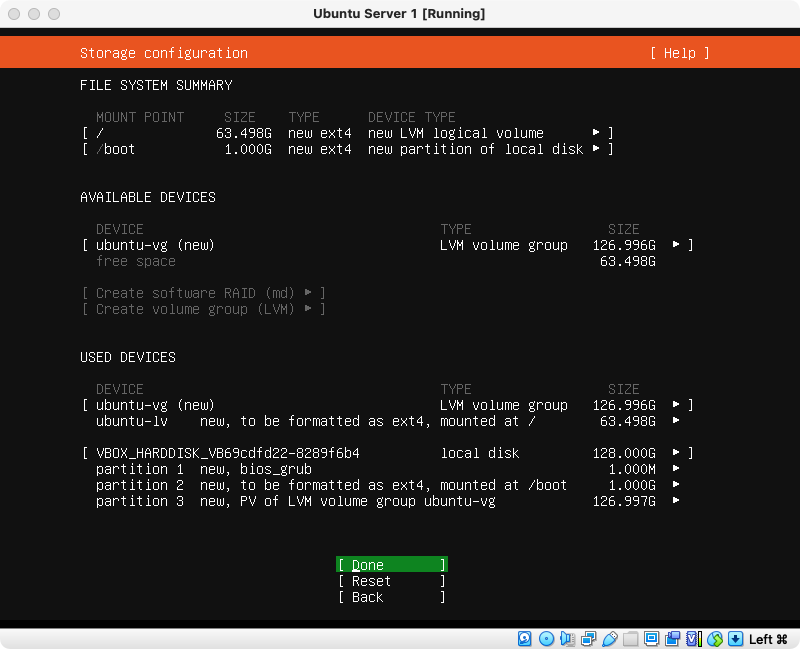 Ubuntu Server 1 [Running]
Storage configuration [ Help ]
FILE SYSTEM SUMMARY
MOUNT POINT SIZE TYPE DEVICE TYPE
[ / 63.498G new ext4 new LVM logical volume ▸ ]
[ /boot 1.000G new ext4 new partition of local disk ▸ ]
AVAILABLE DEVICES
DEVICE TYPE SIZE
[ ubuntu-vg (new) LVM volume group 126.996G ▸ ]
free space 63.498G
[ Create software RAID (md) ▸ ]
[ Create volume group (LVM) ▸ ]
USED DEVICES
DEVICE TYPE SIZE
[ ubuntu-vg (new) LVM volume group 126.996G ▸ ]
ubuntu-lv new, to be formatted as ext4, mounted at / 63.498G ▸
[ VBOX_HARDDISK_VB69cdfd22-8289f6b4 local disk 128.000G ▸ ]
partition 1 new, bios_grub 1.000M ▸
partition 2 new, to be formatted as ext4, mounted at /boot 1.000G ▸
partition 3 new, PV of LVM volume group ubuntu-vg 126.997G ▸
[ Done ]
[ Reset ]
[ Back ]
Left ⌘